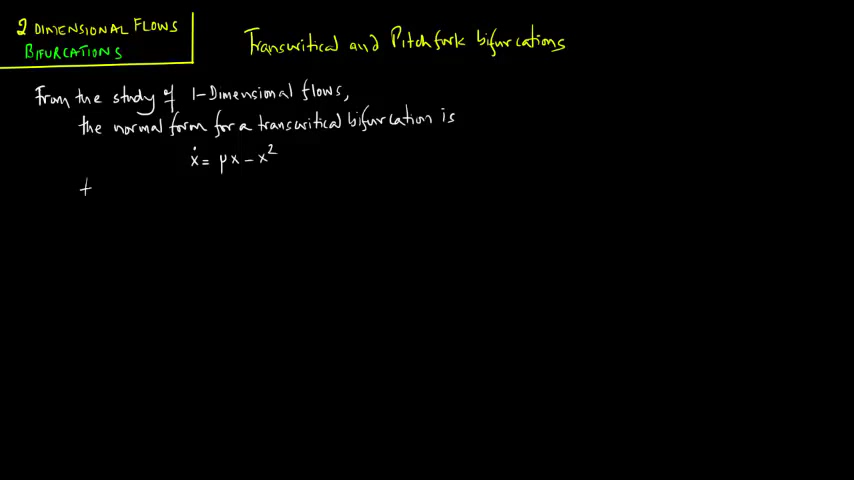 2 DIMENSIONAL FLOWS
BIFURCATIONS
Transcritical and Pitchfork bifurcations
From the study of 1-Dimensional flows,
the normal form for a transcritical bifurcation is
ẋ = μx - x²
t